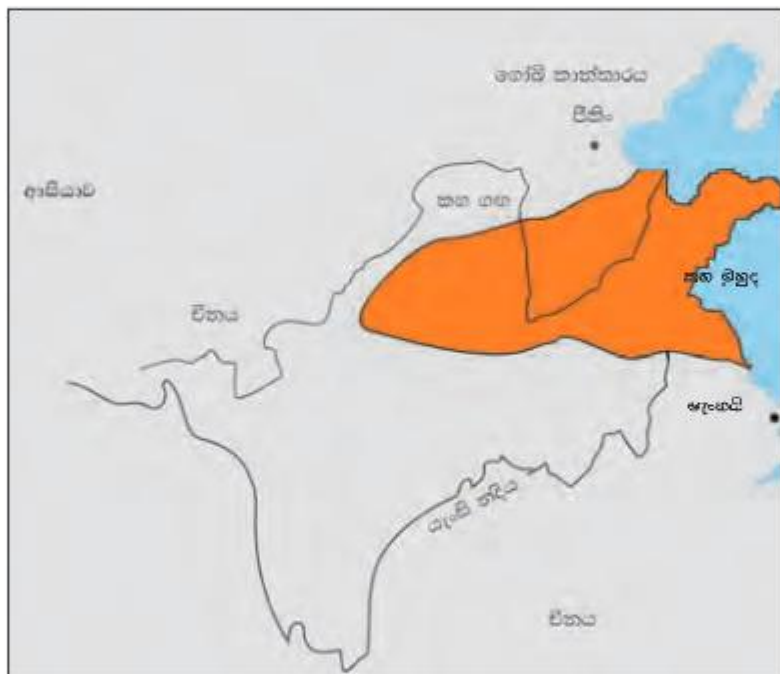 ගෝබි කාන්තාරය
පීකිං
ආසියාව
කහ ගඟ
කහ මුහුද
චීනය
ෂැංහයි
යැංසි නදිය
චීනය